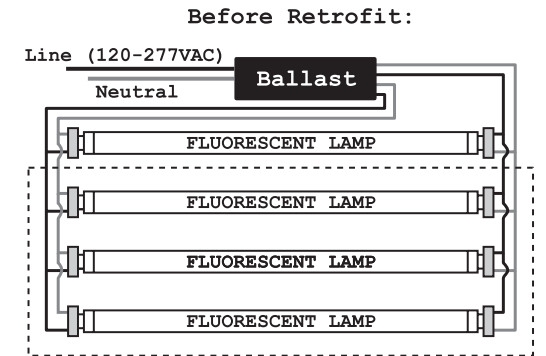 Before Retrofit:
Line (120-277VAC)
Ballast
Neutral
FLUORESCENT LAMP
FLUORESCENT LAMP
FLUORESCENT LAMP
FLUORESCENT LAMP